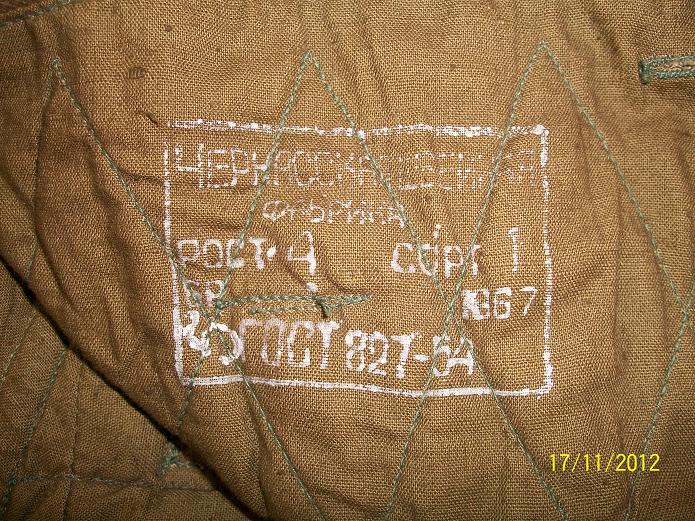 ЧЕРКАССКАЯ ШВЕЙНАЯ
ФАБРИКА
РОСТ-4 СОРТ 1
1967
ГОСТ 827-64
17/11/2012